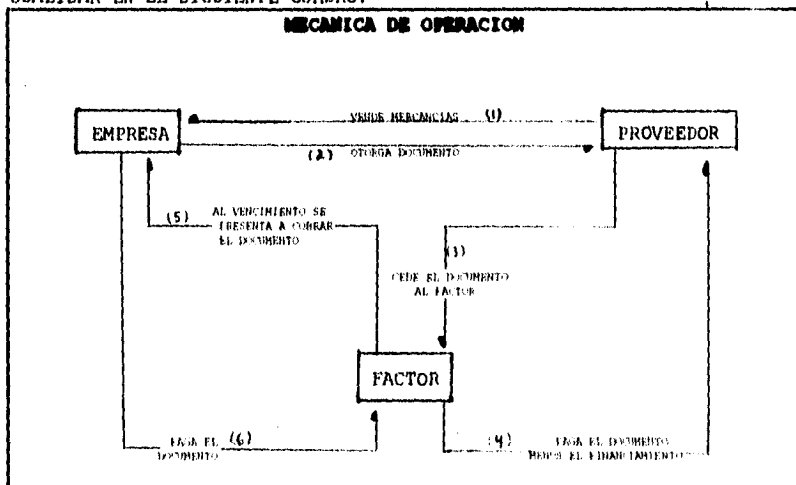 MECANICA DE OPERACION
VENDE MERCANCIAS (1)
EMPRESA
PROVEEDOR
(2) OTORGA DOCUMENTO
(5) AL VENCIMIENTO SE
PRESENTA A COBRAR
EL DOCUMENTO
(3)
CEDE EL DOCUMENTO
AL FACTOR
FACTOR
PAGA EL (6)
DOCUMENTO
(4) PAGA EL DOCUMENTO
MENOS EL FINANCIAMIENTO